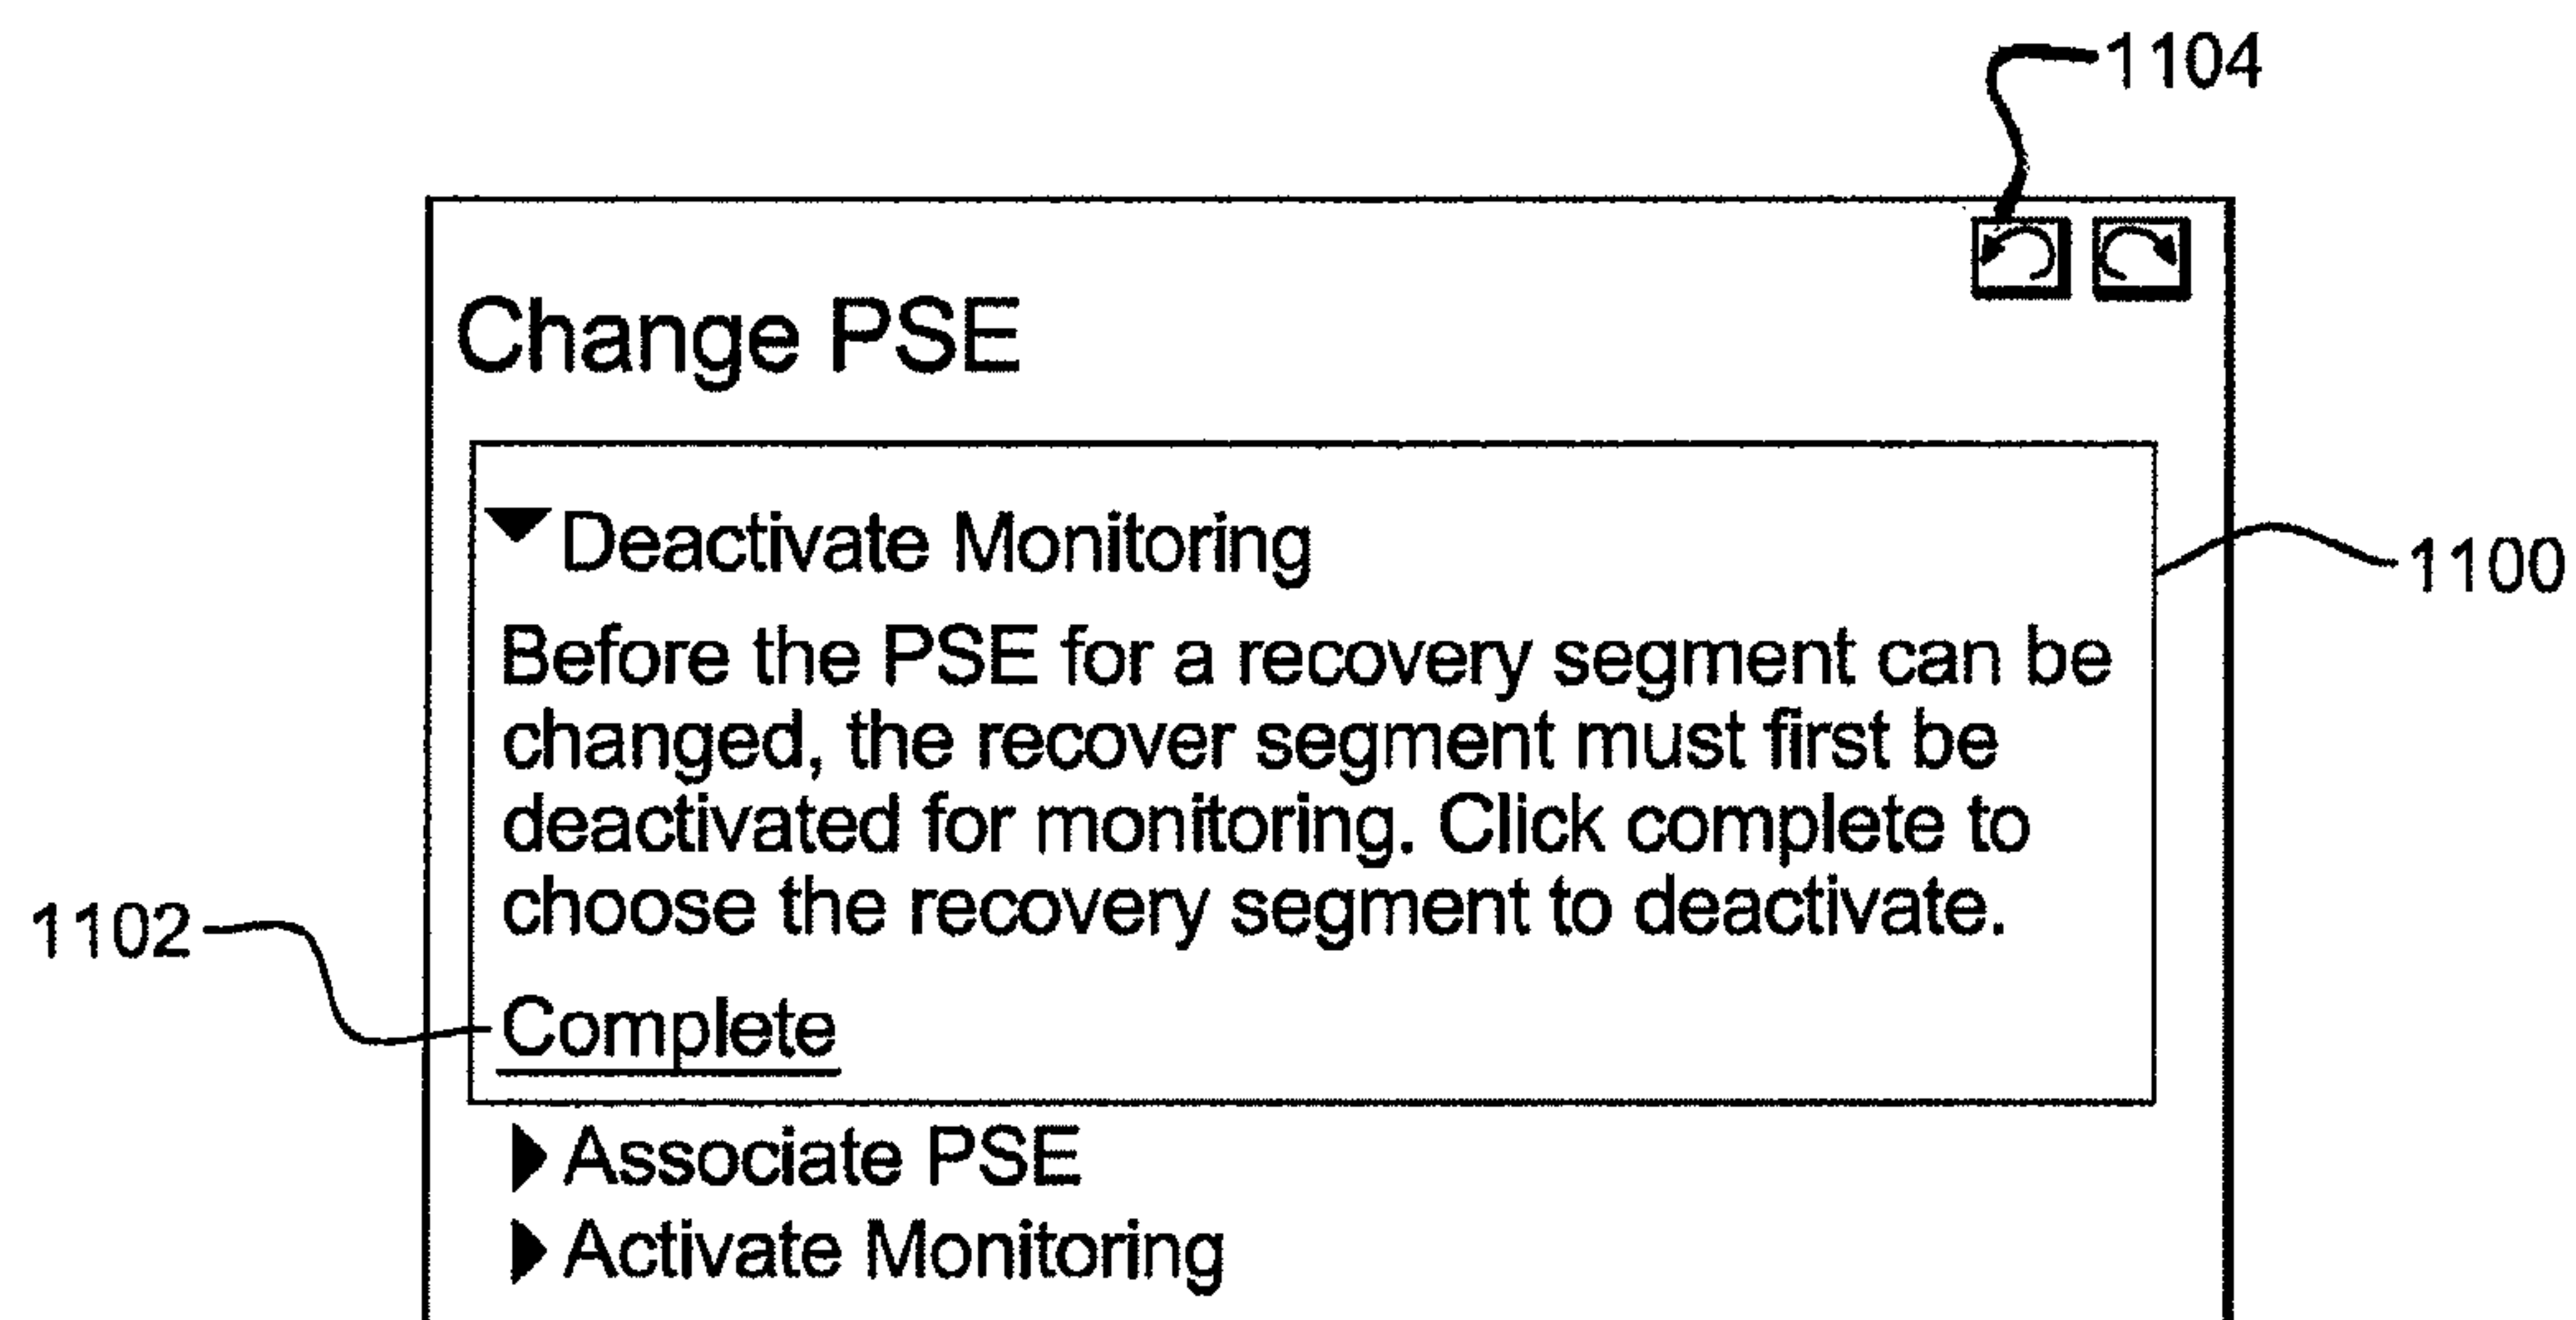 1104
Change PSE
Deactivate Monitoring
1100
Before the PSE for a recovery segment can be
changed, the recover segment must first be
deactivated for monitoring. Click complete to
choose the recovery segment to deactivate.
1102
Complete
Associate PSE
Activate Monitoring